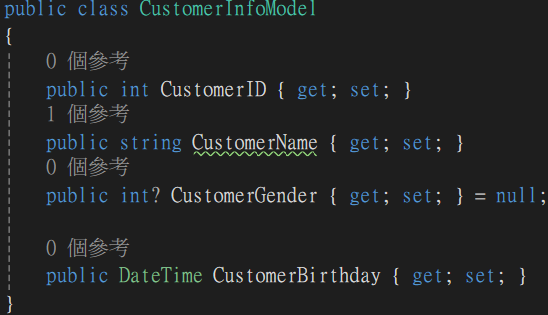 public class CustomerInfoModel
{
0 個參考
public int CustomerID { get; set; }
1 個參考
public string CustomerName { get; set; }
0 個參考
public int? CustomerGender { get; set; } = null;
0 個參考
public DateTime CustomerBirthday { get; set; }
}